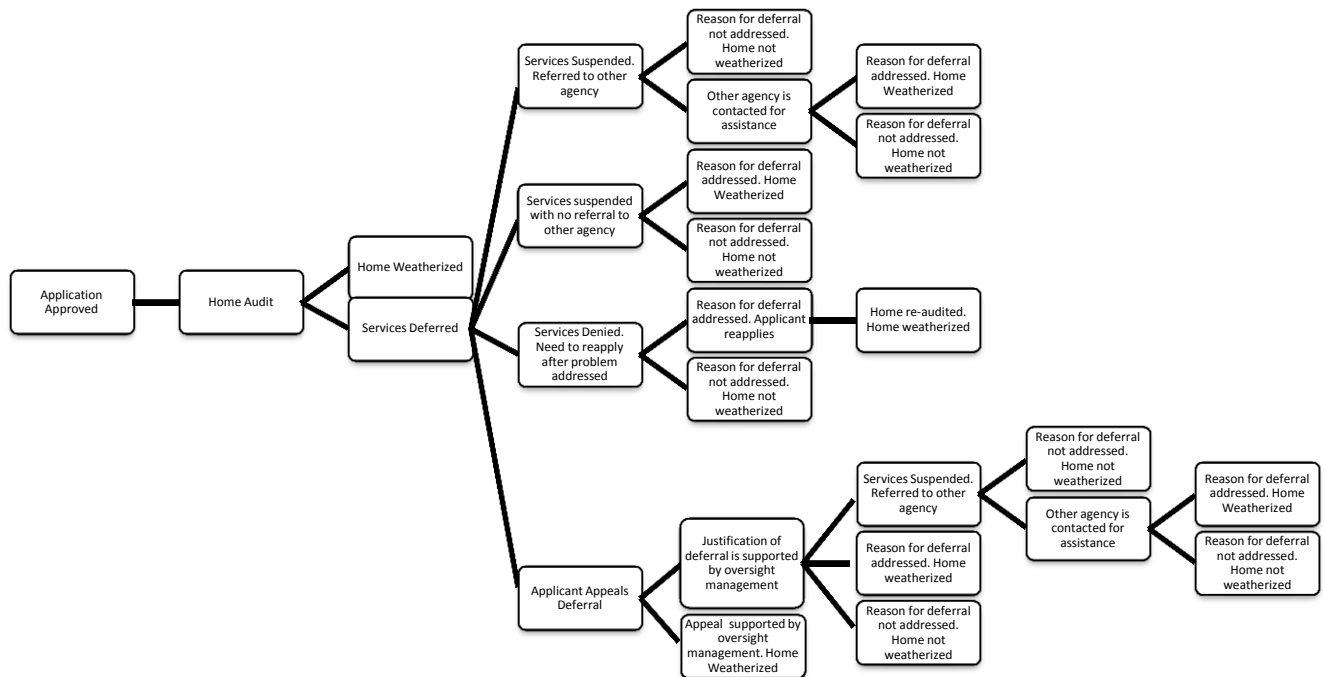 Application
Approved
Home Audit
Home Weatherized
Services Deferred
Services Suspended.
Referred to other
agency
Reason for deferral
not addressed.
Home not
weatherized
Other agency is
contacted for
assistance
Reason for deferral
addressed. Home
Weatherized
Reason for deferral
not addressed.
Home not
weatherized
Services suspended
with no referral to
other agency
Reason for deferral
addressed. Home
Weatherized
Reason for deferral
not addressed.
Home not
weatherized
Services Denied.
Need to reapply
after problem
addressed
Reason for deferral
addressed. Applicant
reapplies
Home re-audited.
Home weatherized
Reason for deferral
not addressed.
Home not
weatherized
Applicant Appeals
Deferral
Justification of
deferral is supported
by oversight
management
Services Suspended.
Referred to other
agency
Reason for deferral
not addressed.
Home not
weatherized
Other agency is
contacted for
assistance
Reason for deferral
addressed. Home
Weatherized
Reason for deferral
not addressed.
Home not
weatherized
Reason for deferral
addressed. Home
weatherized
Reason for deferral
not addressed.
Home not
weatherized
Appeal supported by
oversight
management. Home
Weatherized